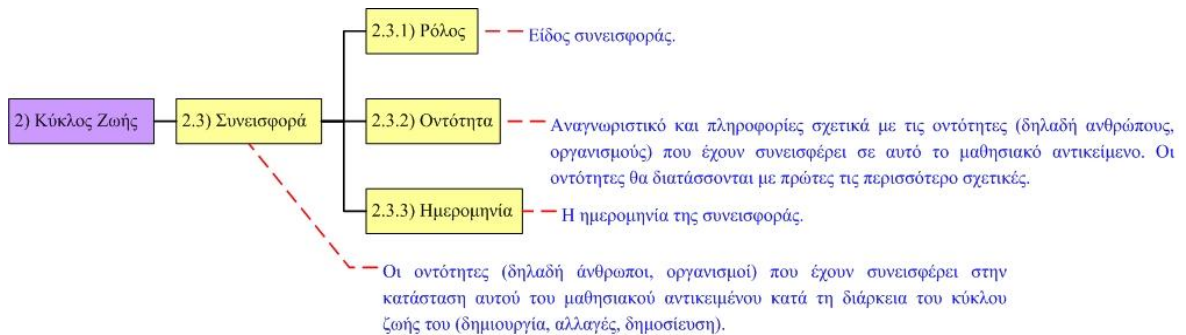 2.3.1) Ρόλος
Είδος συνεισφοράς.
2) Κύκλος Ζωής
2.3) Συνεισφορά
2.3.2) Οντότητα
Αναγνωριστικό και πληροφορίες σχετικά με τις οντότητες (δηλαδή ανθρώπους,
οργανισμούς) που έχουν συνεισφέρει σε αυτό το μαθησιακό αντικείμενο. Οι
οντότητες θα διατάσσονται με πρώτες τις περισσότερο σχετικές.
2.3.3) Ημερομηνία
Η ημερομηνία της συνεισφοράς.
Οι οντότητες (δηλαδή άνθρωποι, οργανισμοί) που έχουν συνεισφέρει στην
κατάσταση αυτού του μαθησιακού αντικειμένου κατά τη διάρκεια του κύκλου
ζωής του (δημιουργία, αλλαγές, δημοσίευση).